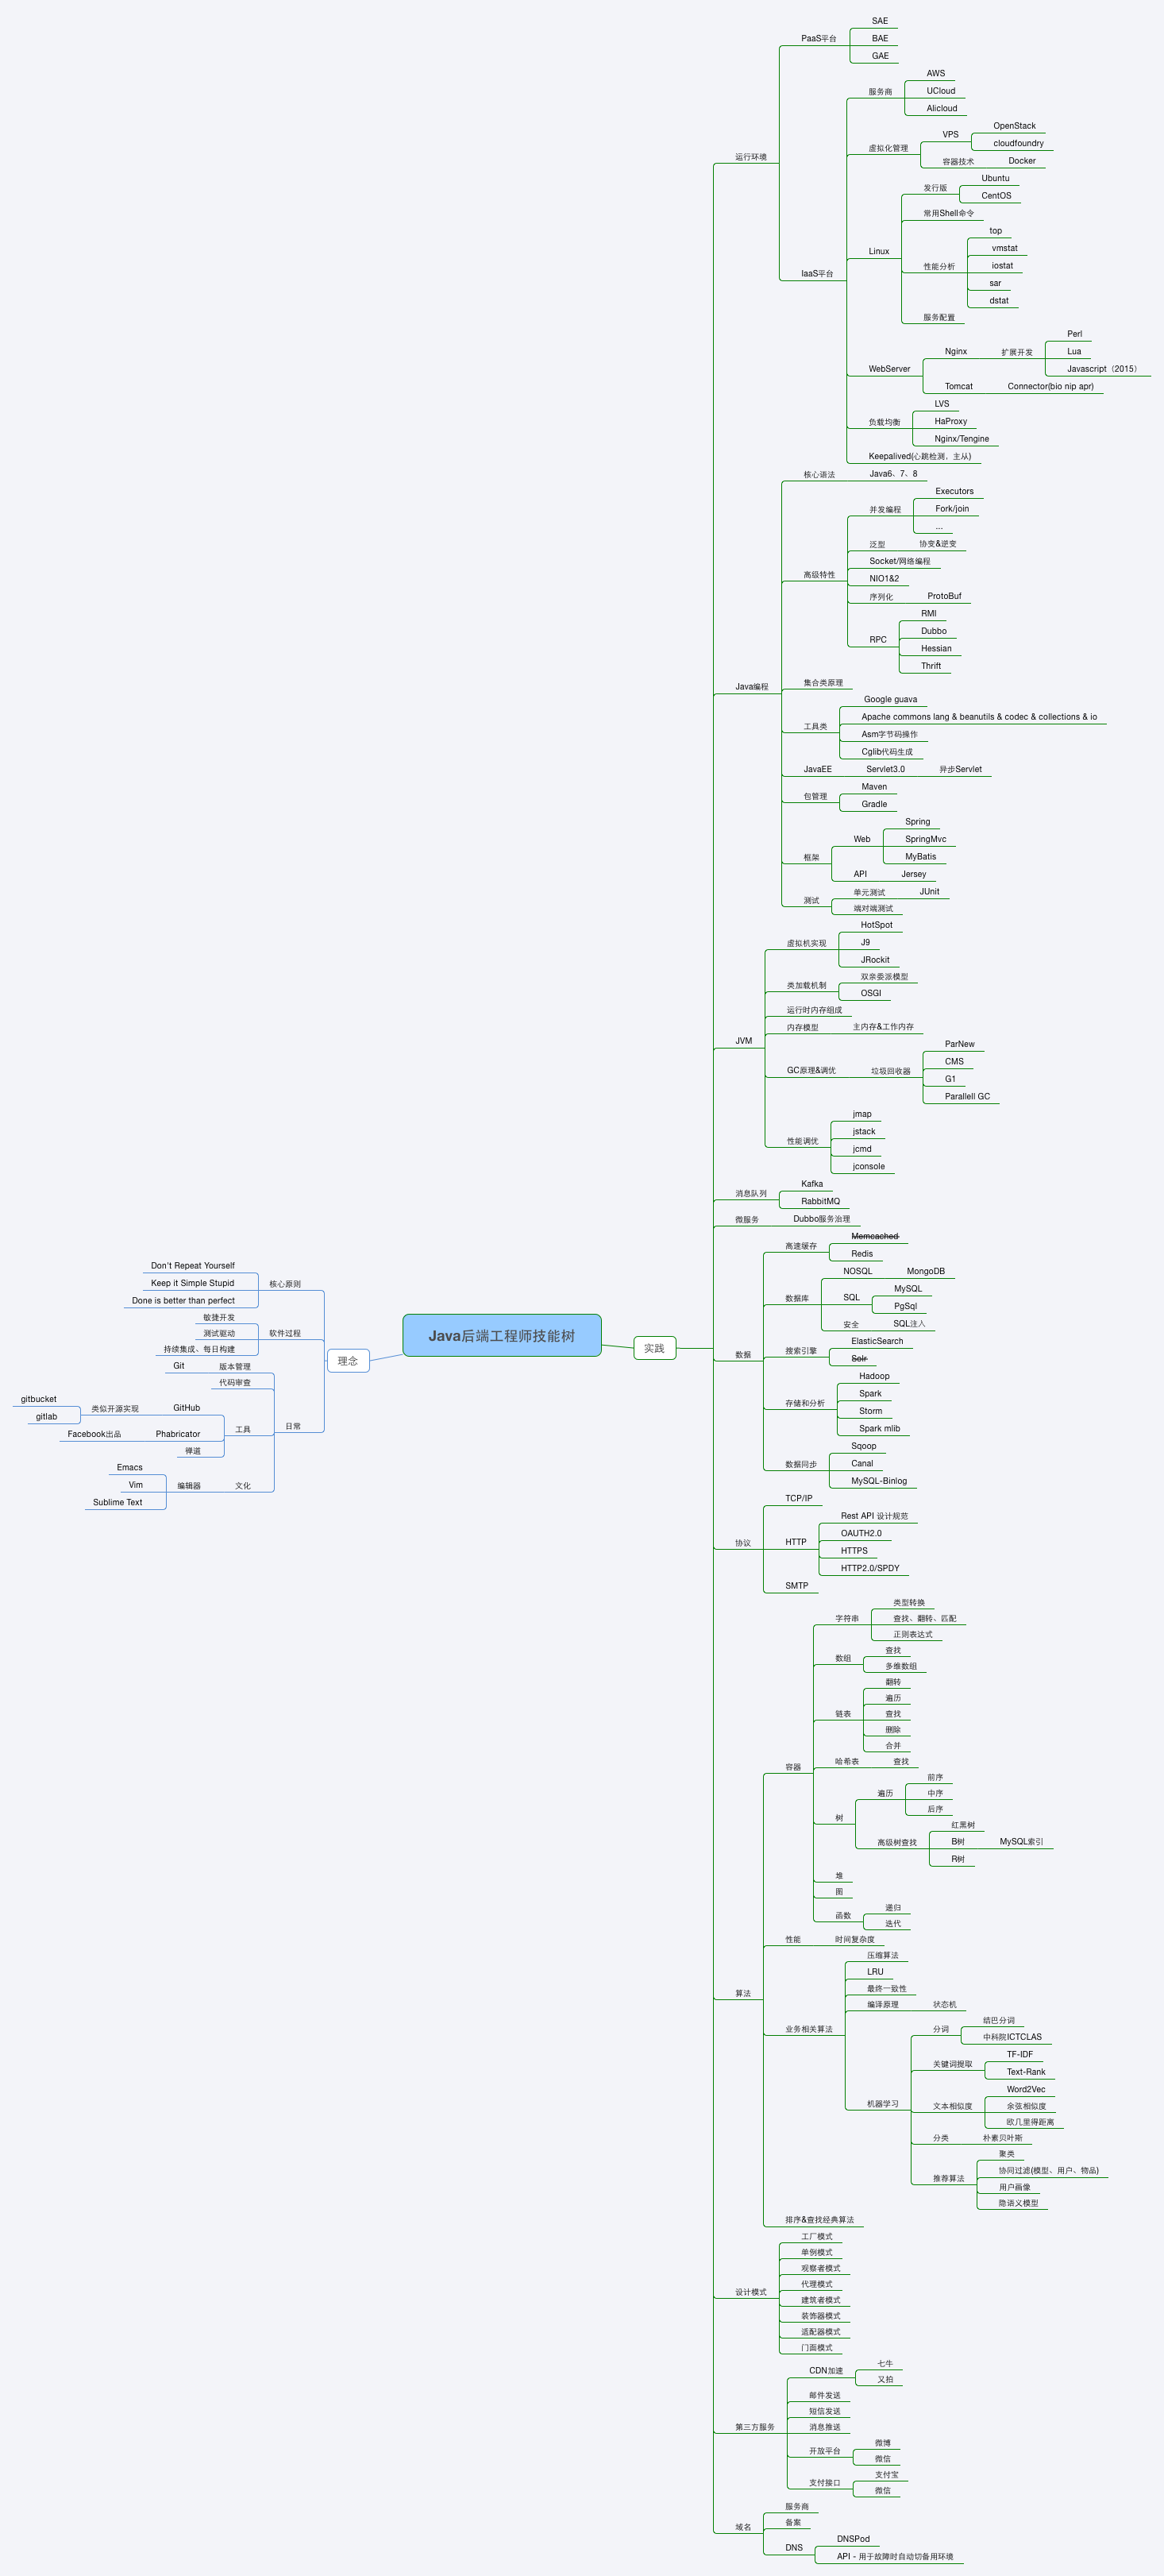 Java后端工程师技能树
理念
核心原则
Don't Repeat Yourself
Keep it Simple Stupid
Done is better than perfect
软件过程
敏捷开发
测试驱动
持续集成、每日构建
日常
版本管理
Git
代码审查
工具
GitHub
类似开源实现
gitbucket
gitlab
Phabricator
Facebook出品
禅道
文化
编辑器
Emacs
Vim
Sublime Text
实践
运行环境
PaaS平台
SAE
BAE
GAE
IaaS平台
服务商
AWS
UCloud
Alicloud
虚拟化管理
VPS
OpenStack
cloudfoundry
容器技术
Docker
Linux
发行版
Ubuntu
CentOS
常用Shell命令
性能分析
top
vmstat
iostat
sar
dstat
服务配置
WebServer
Nginx
扩展开发
Perl
Lua
Javascript（2015）
Tomcat
Connector(bio nip apr)
负载均衡
LVS
HaProxy
Nginx/Tengine
Keepalived(心跳检测，主从)
Java编程
核心语法
Java6、7、8
高级特性
并发编程
Executors
Fork/join
...
泛型
协变&逆变
Socket/网络编程
NIO1&2
序列化
ProtoBuf
RPC
RMI
Dubbo
Hessian
Thrift
集合类原理
工具类
Google guava
Apache commons lang & beanutils & codec & collections & io
Asm字节码操作
Cglib代码生成
JavaEE
Servlet3.0
异步Servlet
包管理
Maven
Gradle
框架
Web
Spring
SpringMvc
MyBatis
API
Jersey
测试
单元测试
JUnit
端对端测试
JVM
虚拟机实现
HotSpot
J9
JRockit
类加载机制
双亲委派模型
OSGI
运行时内存组成
内存模型
主内存&工作内存
GC原理&调优
垃圾回收器
ParNew
CMS
G1
Parallell GC
性能调优
jmap
jstack
jcmd
jconsole
消息队列
Kafka
RabbitMQ
微服务
Dubbo服务治理
数据
高速缓存
Memcached
Redis
数据库
NOSQL
MongoDB
SQL
MySQL
PgSql
安全
SQL注入
搜索引擎
ElasticSearch
Solr
存储和分析
Hadoop
Spark
Storm
Spark mlib
数据同步
Sqoop
Canal
MySQL-Binlog
协议
TCP/IP
HTTP
Rest API 设计规范
OAUTH2.0
HTTPS
HTTP2.0/SPDY
SMTP
算法
容器
字符串
类型转换
查找、翻转、匹配
正则表达式
数组
查找
多维数组
链表
翻转
遍历
查找
删除
合并
哈希表
查找
树
遍历
前序
中序
后序
高级树查找
红黑树
B树
MySQL索引
R树
堆
图
函数
递归
迭代
性能
时间复杂度
业务相关算法
压缩算法
LRU
最终一致性
编译原理
状态机
机器学习
分词
结巴分词
中科院ICTCLAS
关键词提取
TF-IDF
Text-Rank
文本相似度
Word2Vec
余弦相似度
欧几里得距离
分类
朴素贝叶斯
推荐算法
聚类
协同过滤(模型、用户、物品)
用户画像
隐语义模型
排序&查找经典算法
设计模式
工厂模式
单例模式
观察者模式
代理模式
建筑者模式
装饰器模式
适配器模式
门面模式
第三方服务
CDN加速
七牛
又拍
邮件发送
短信发送
消息推送
开放平台
微博
微信
支付接口
支付宝
微信
域名
服务商
备案
DNS
DNSPod
API - 用于故障时自动切备用环境